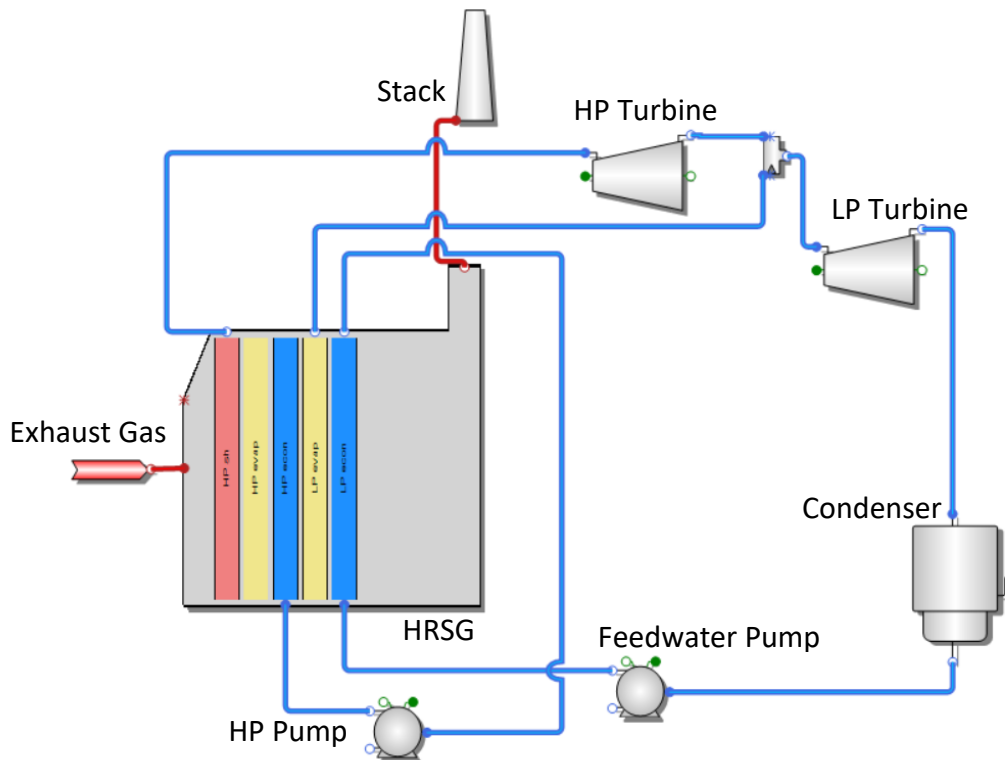 Stack
HP Turbine
LP Turbine
Exhaust Gas
HP sh
HP evap
HP econ
LP evap
LP econ
Condenser
HRSG
Feedwater Pump
HP Pump